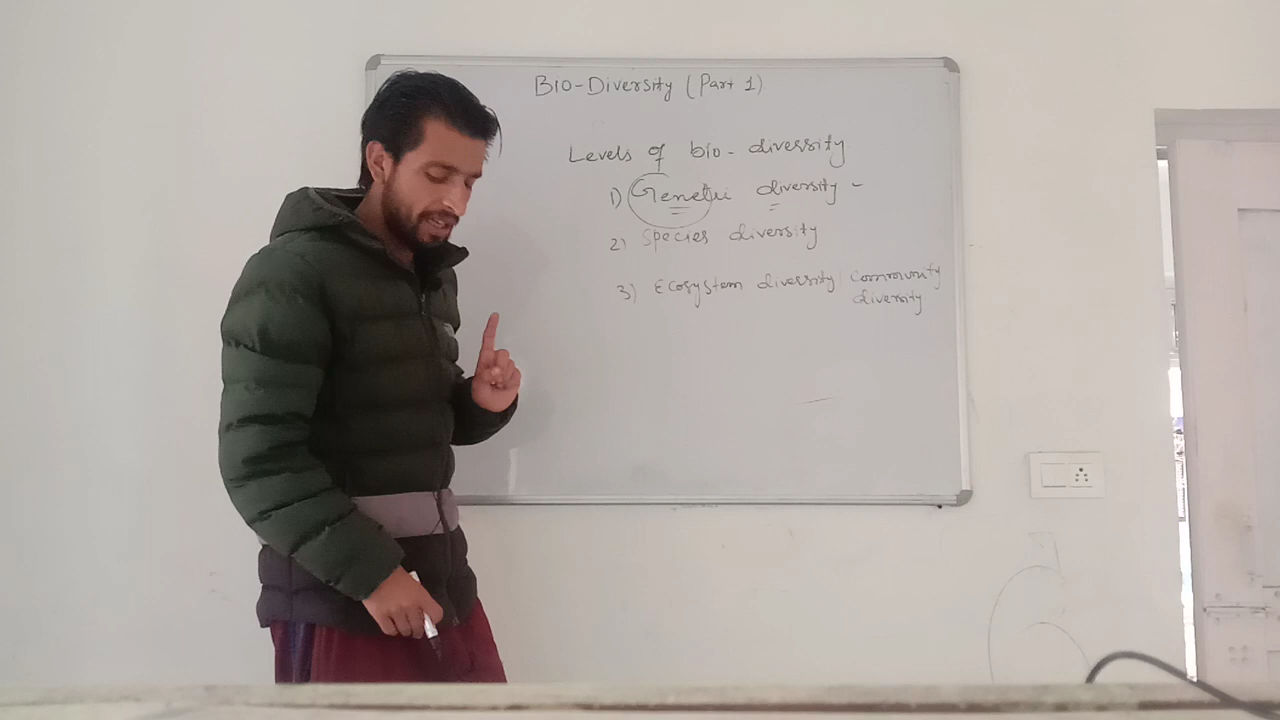 Bio-Diversity (Part 1)
Levels of bio-diversity
1) Genetic diversity -
2) Species diversity
3) Ecosystem diversity / Community
diversity